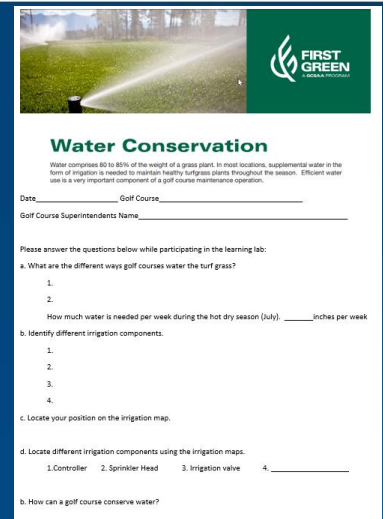 FIRST
GREEN
A GCSAA PROGRAM
Water Conservation
Water comprises 80 to 85% of the weight of a grass plant. In most locations, supplemental water in the
form of irrigation is needed to maintain healthy turfgrass plants throughout the season. Efficient water
use is a very important component of a golf course maintenance operation.
Date____________________ Golf Course___________________________________
Golf Course Superintendents Name___________________________________________________
Please answer the questions below while participating in the learning lab:
a. What are the different ways golf courses water the turf grass?
1.
2.
How much water is needed per week during the hot dry season (July). _______inches per week
b. Identify different irrigation components.
1.
2.
3.
4.
c. Locate your position on the irrigation map.
d. Locate different irrigation components using the irrigation maps.
1.Controller 2. Sprinkler Head 3. Irrigation valve 4. ___________________
b. How can a golf course conserve water?